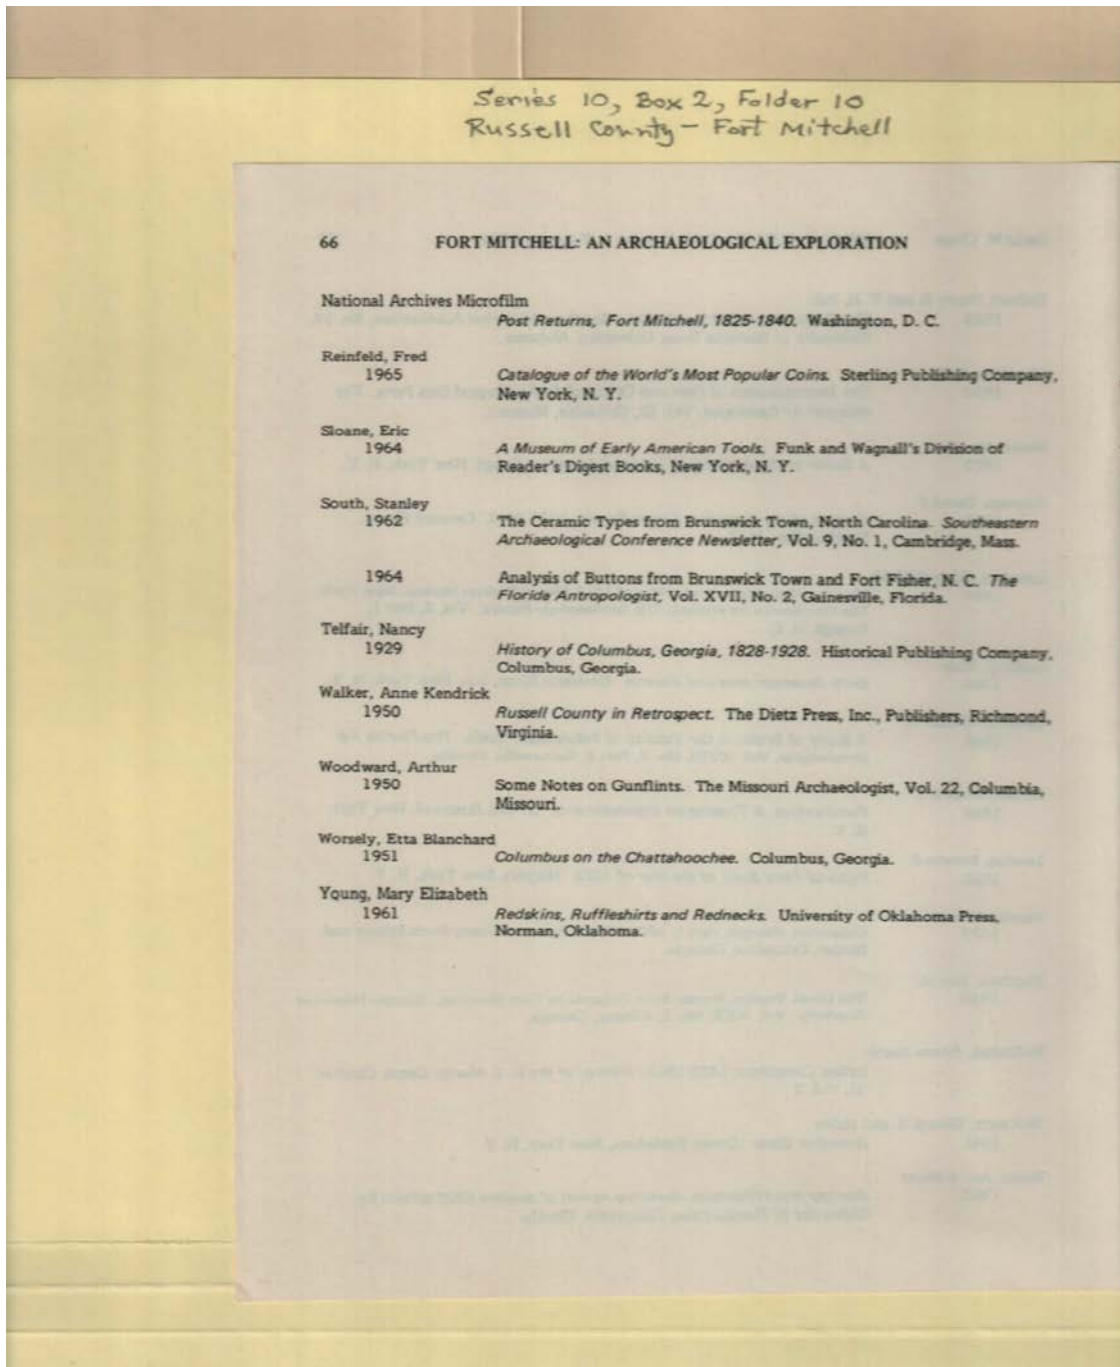 Series 10, Box 2, Folder 10
Russell County - Fort Mitchell
66 FORT MITCHELL: AN ARCHAEOLOGICAL EXPLORATION
National Archives Microfilm
Post Returns, Fort Mitchell, 1825-1840. Washington, D. C.
Reinfeld, Fred
1965 Catalogue of the World's Most Popular Coins. Sterling Publishing Company,
New York, N. Y.
Sloane, Eric
1964 A Museum of Early American Tools. Funk and Wagnall's Division of
Reader's Digest Books, New York, N. Y.
South, Stanley
1962 The Ceramic Types from Brunswick Town, North Carolina. Southeastern
Archaeological Conference Newsletter, Vol. 9, No. 1, Cambridge, Mass.
1964 Analysis of Buttons from Brunswick Town and Fort Fisher, N. C. The
Florida Antropologist, Vol. XVII, No. 2, Gainesville, Florida.
Telfair, Nancy
1929 History of Columbus, Georgia, 1828-1928. Historical Publishing Company,
Columbus, Georgia.
Walker, Anne Kendrick
1950 Russell County in Retrospect. The Dietz Press, Inc., Publishers, Richmond,
Virginia.
Woodward, Arthur
1950 Some Notes on Gunflints. The Missouri Archaeologist, Vol. 22, Columbia,
Missouri.
Worsely, Etta Blanchard
1951 Columbus on the Chattahoochee. Columbus, Georgia.
Young, Mary Elizabeth
1961 Redskins, Ruffleshirts and Rednecks. University of Oklahoma Press,
Norman, Oklahoma.